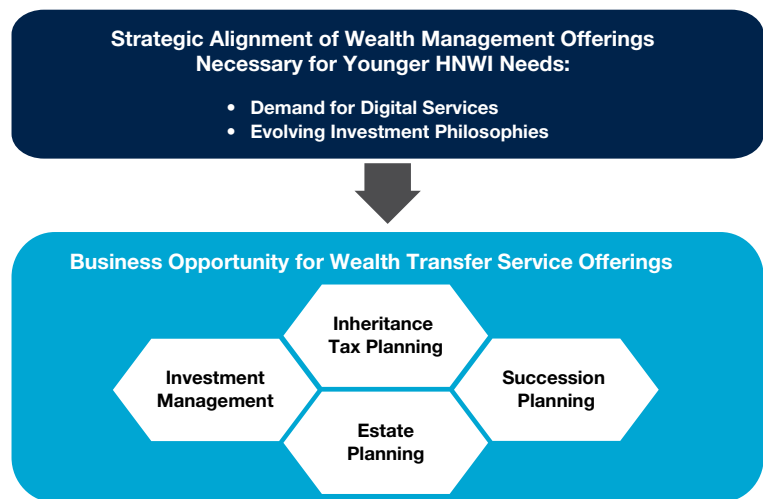 Strategic Alignment of Wealth Management Offerings
Necessary for Younger HNWI Needs:
• Demand for Digital Services
• Evolving Investment Philosophies
Business Opportunity for Wealth Transfer Service Offerings
Inheritance
Tax Planning
Investment
Management
Succession
Planning
Estate
Planning